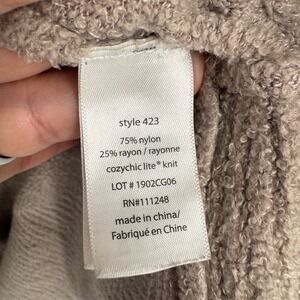 style 423
75% nylon
25% rayon / rayonne
cozychic lite® knit
LOT # 1902CG06
RN#111248
made in china/
Fabriqué en Chine